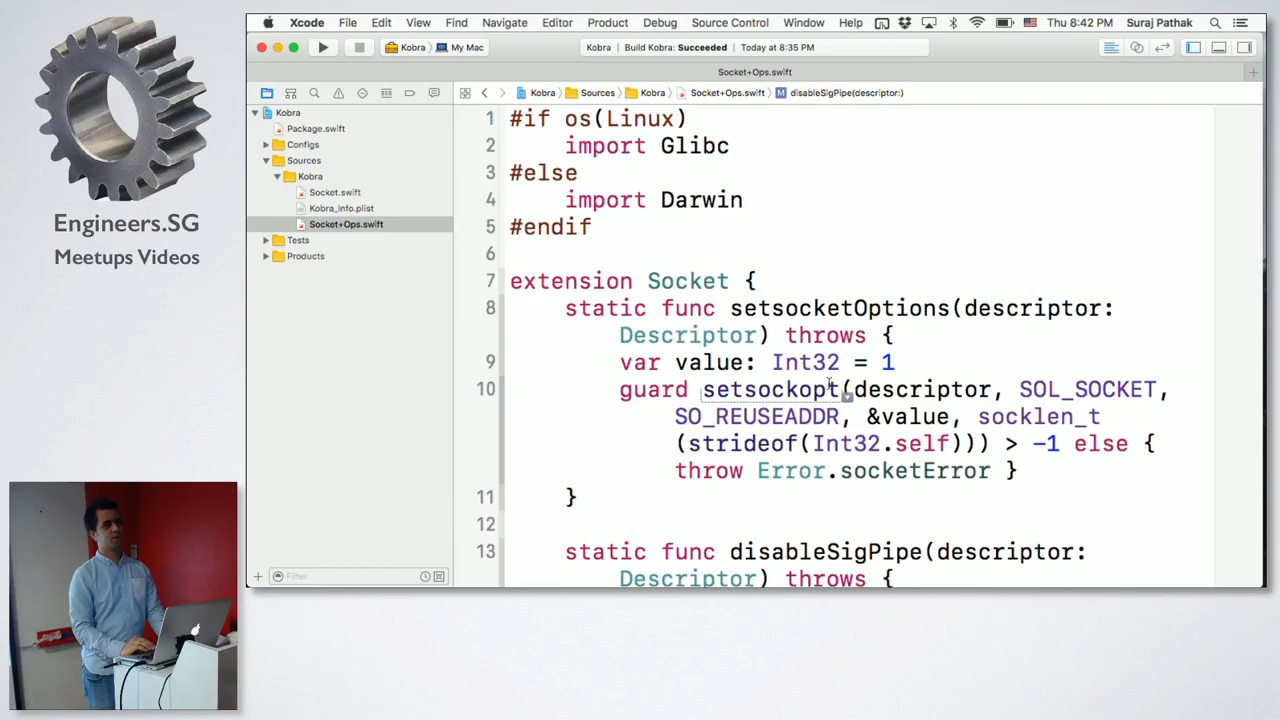 Xcode File Edit View Find Navigate Editor Product Debug Source Control Window Help Thu 8:42 PM Suraj Pathak
Kobra My Mac
Kobra Build Kobra: Succeeded Today at 8:35 PM
Socket+Ops.swift
Kobra Sources Kobra Socket+Ops.swift M disableSigPipe(descriptor:)
Kobra
Package.swift
Configs
Sources
Kobra
Socket.swift
Kobra_Info.plist
Socket+Ops.swift
Tests
Products
Filter
1 #if os(Linux)
2 import Glibc
3 #else
4 import Darwin
5 #endif
6
7 extension Socket {
8 static func setsocketOptions(descriptor:
Descriptor) throws {
9 var value: Int32 = 1
10 guard setsockopt(descriptor, SOL_SOCKET,
SO_REUSEADDR, &value, socklen_t
(strideof(Int32.self))) > -1 else {
throw Error.socketError }
11 }
12
13 static func disableSigPipe(descriptor:
Descriptor) throws {
Engineers.SG
Meetups Videos